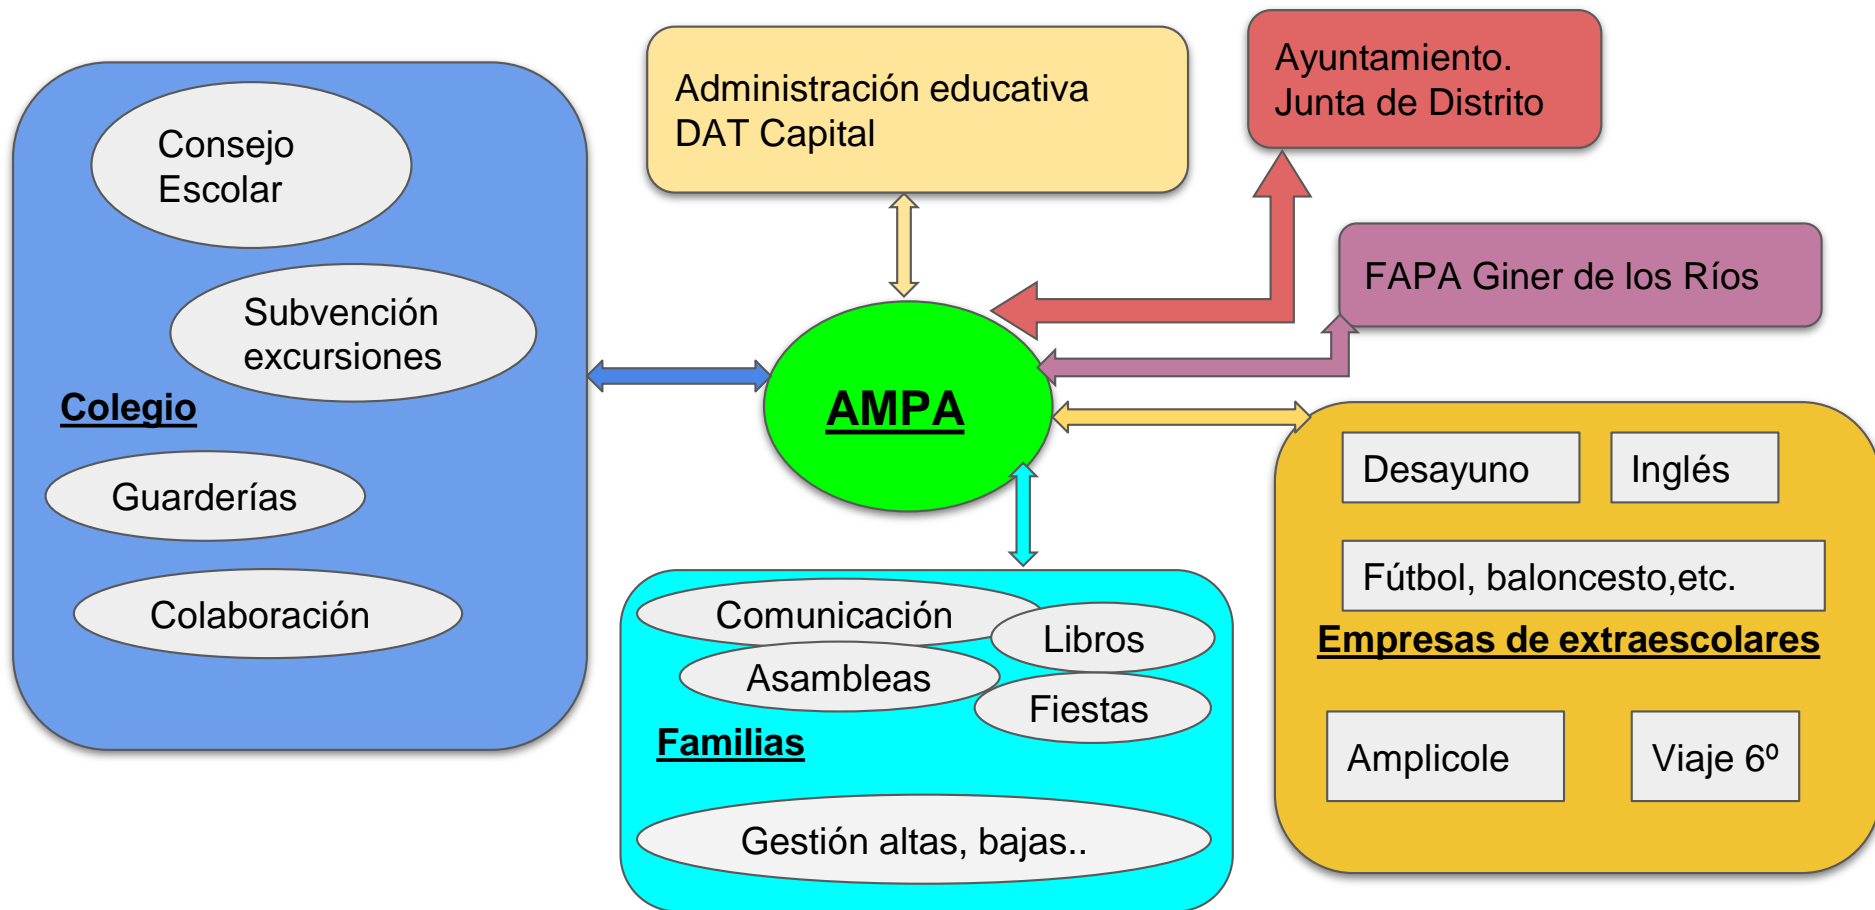 Consejo
Escolar
Subvención
excursiones
Colegio
Guarderías
Colaboración
Administración educativa
DAT Capital
Ayuntamiento.
Junta de Distrito
FAPA Giner de los Ríos
AMPA
Comunicación
Libros
Asambleas
Fiestas
Familias
Gestión altas, bajas..
Desayuno
Inglés
Fútbol, baloncesto,etc.
Empresas de extraescolares
Amplicole
Viaje 6º